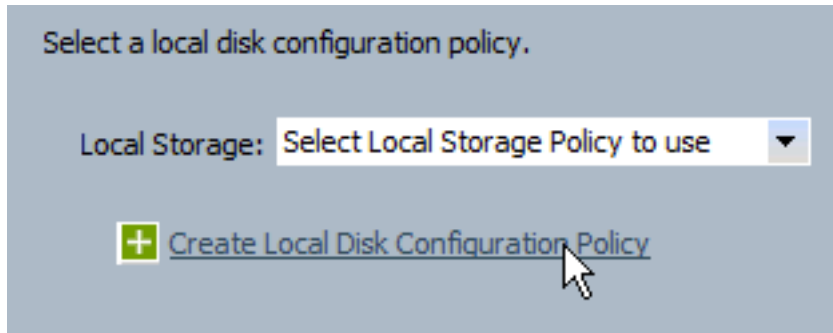 Select a local disk configuration policy.
Local Storage: Select Local Storage Policy to use
Create Local Disk Configuration Policy